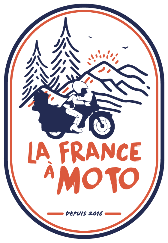 LA FRANCE
À MOTO
DEPUIS 2016